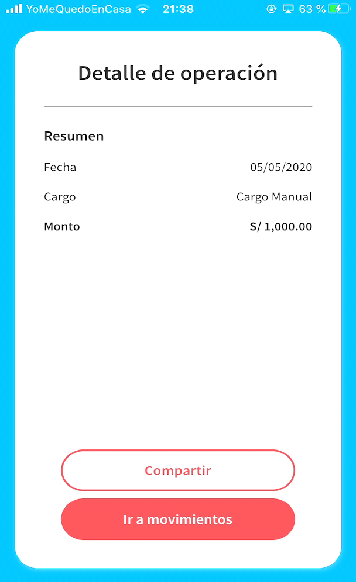 YoMeQuedoEnCasa 21:38 63 %
Detalle de operación
Resumen
Fecha 05/05/2020
Cargo Cargo Manual
Monto S/ 1,000.00
Compartir
Ir a movimientos